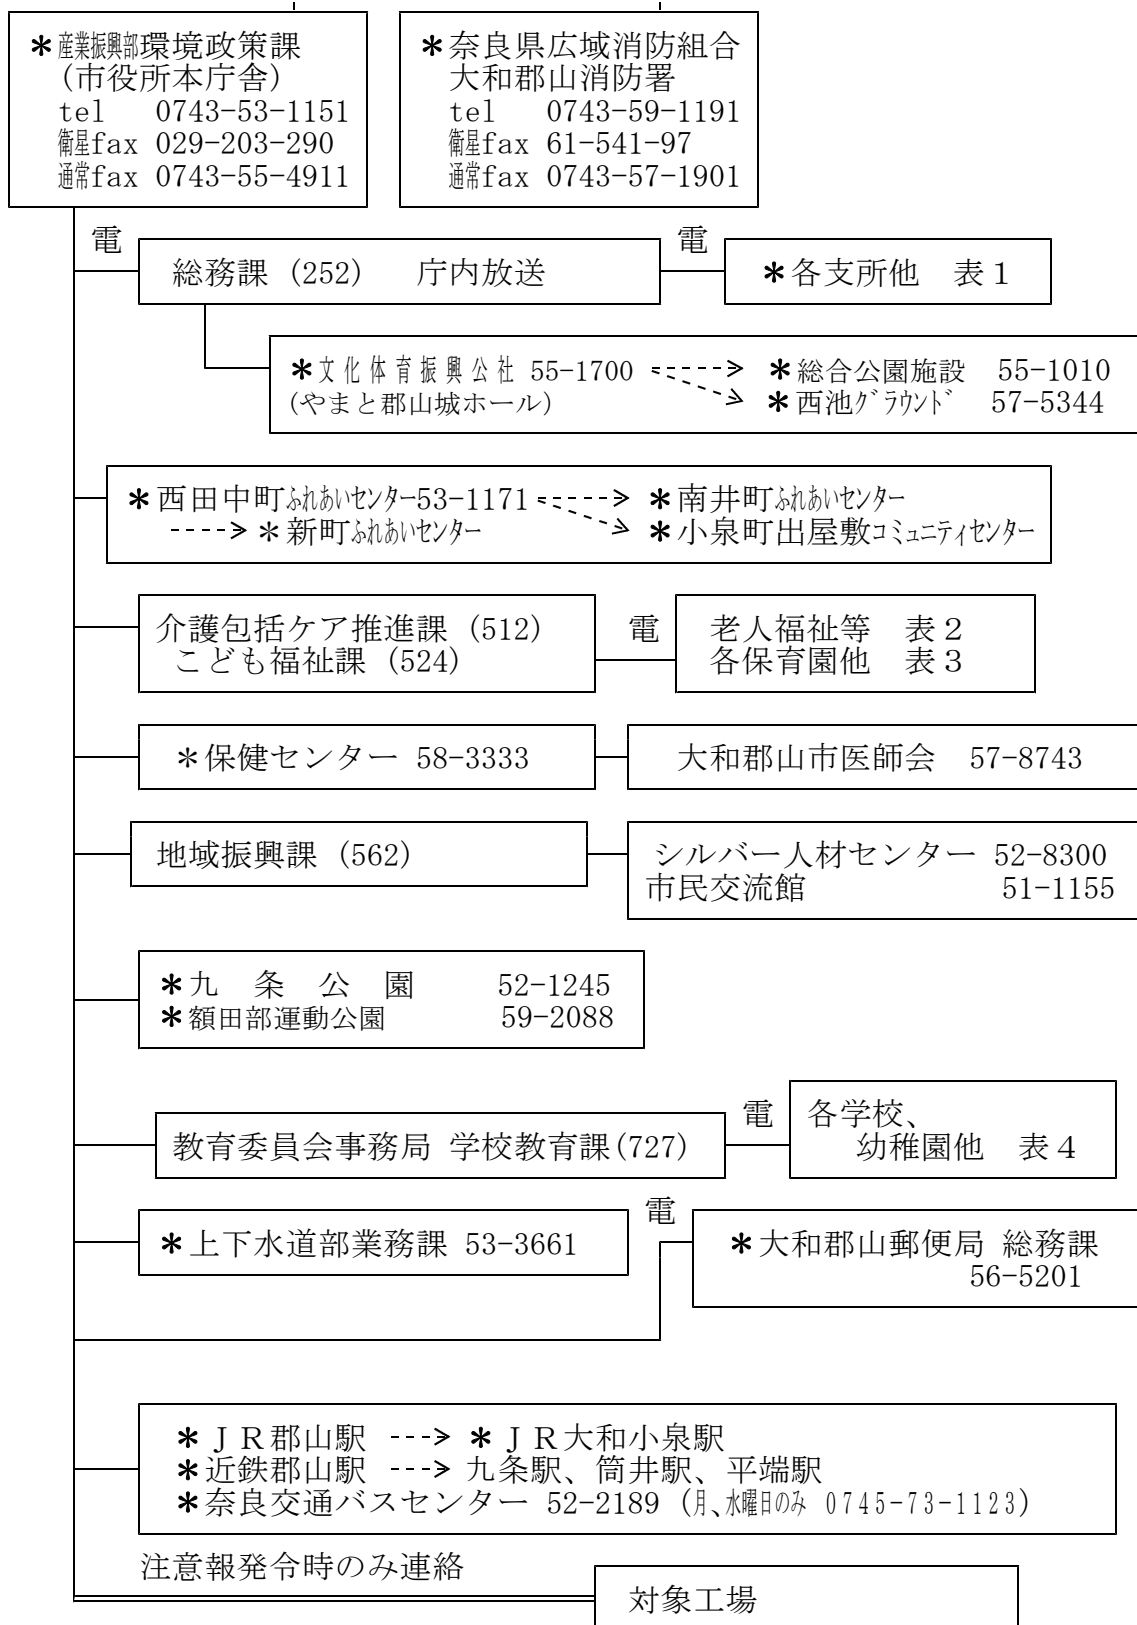 ＊産業振興部環境政策課
(市役所本庁舎)
tel 0743-53-1151
衛星fax 029-203-290
通常fax 0743-55-4911
＊奈良県広域消防組合
大和郡山消防署
tel 0743-59-1191
衛星fax 61-541-97
通常fax 0743-57-1901
電
総務課 (252) 庁内放送
電
＊各支所他 表１
＊文化体育振興公社 55-1700
(やまと郡山城ホール)
＊総合公園施設 55-1010
＊西池グラウンド 57-5344
＊西田中町ふれあいセンター53-1171
＊南井町ふれあいセンター
＊新町ふれあいセンター
＊小泉町出屋敷コミュニティセンター
介護包括ケア推進課 (512)
こども福祉課 (524)
電
老人福祉等 表２
各保育園他 表３
＊保健センター 58-3333
大和郡山市医師会 57-8743
地域振興課 (562)
シルバー人材センター 52-8300
市民交流館 51-1155
＊九条公園 52-1245
＊額田部運動公園 59-2088
教育委員会事務局 学校教育課(727)
電
各学校、
幼稚園他 表４
＊上下水道部業務課 53-3661
電
＊大和郡山郵便局 総務課
56-5201
＊ＪＲ郡山駅 ---> ＊ＪＲ大和小泉駅
＊近鉄郡山駅 ---> 九条駅、筒井駅、平端駅
＊奈良交通バスセンター 52-2189 (月、水曜日のみ 0745-73-1123)
注意報発令時のみ連絡
対象工場